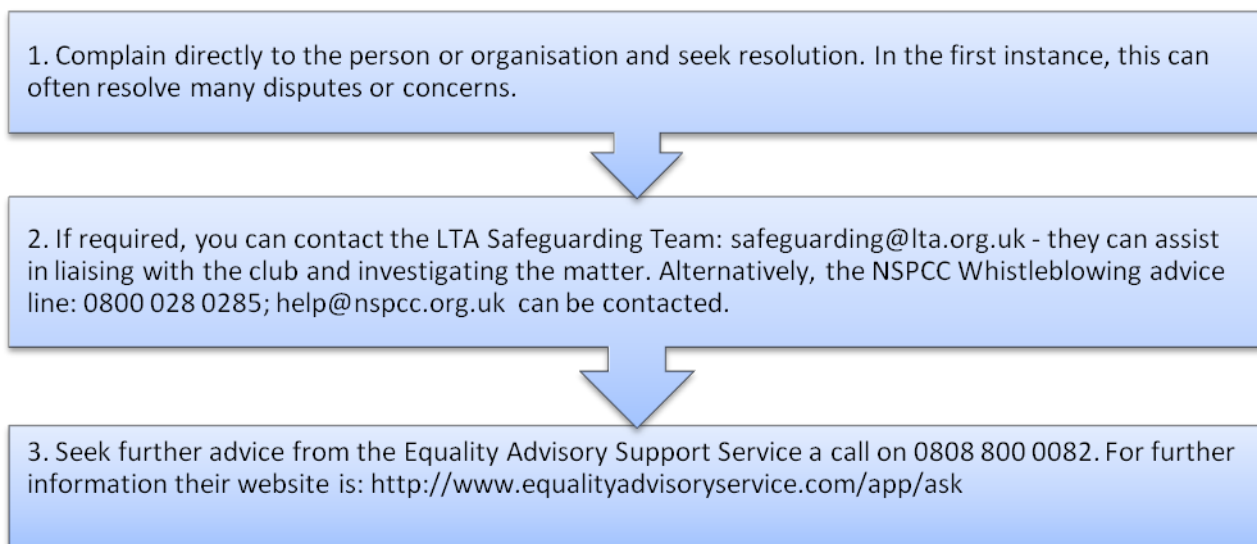 1. Complain directly to the person or organisation and seek resolution. In the first instance, this can
often resolve many disputes or concerns.
2. If required, you can contact the LTA Safeguarding Team: safeguarding@lta.org.uk - they can assist
in liaising with the club and investigating the matter. Alternatively, the NSPCC Whistleblowing advice
line: 0800 028 0285; help@nspcc.org.uk can be contacted.
3. Seek further advice from the Equality Advisory Support Service a call on 0808 800 0082. For further
information their website is: http://www.equalityadvisoryservice.com/app/ask